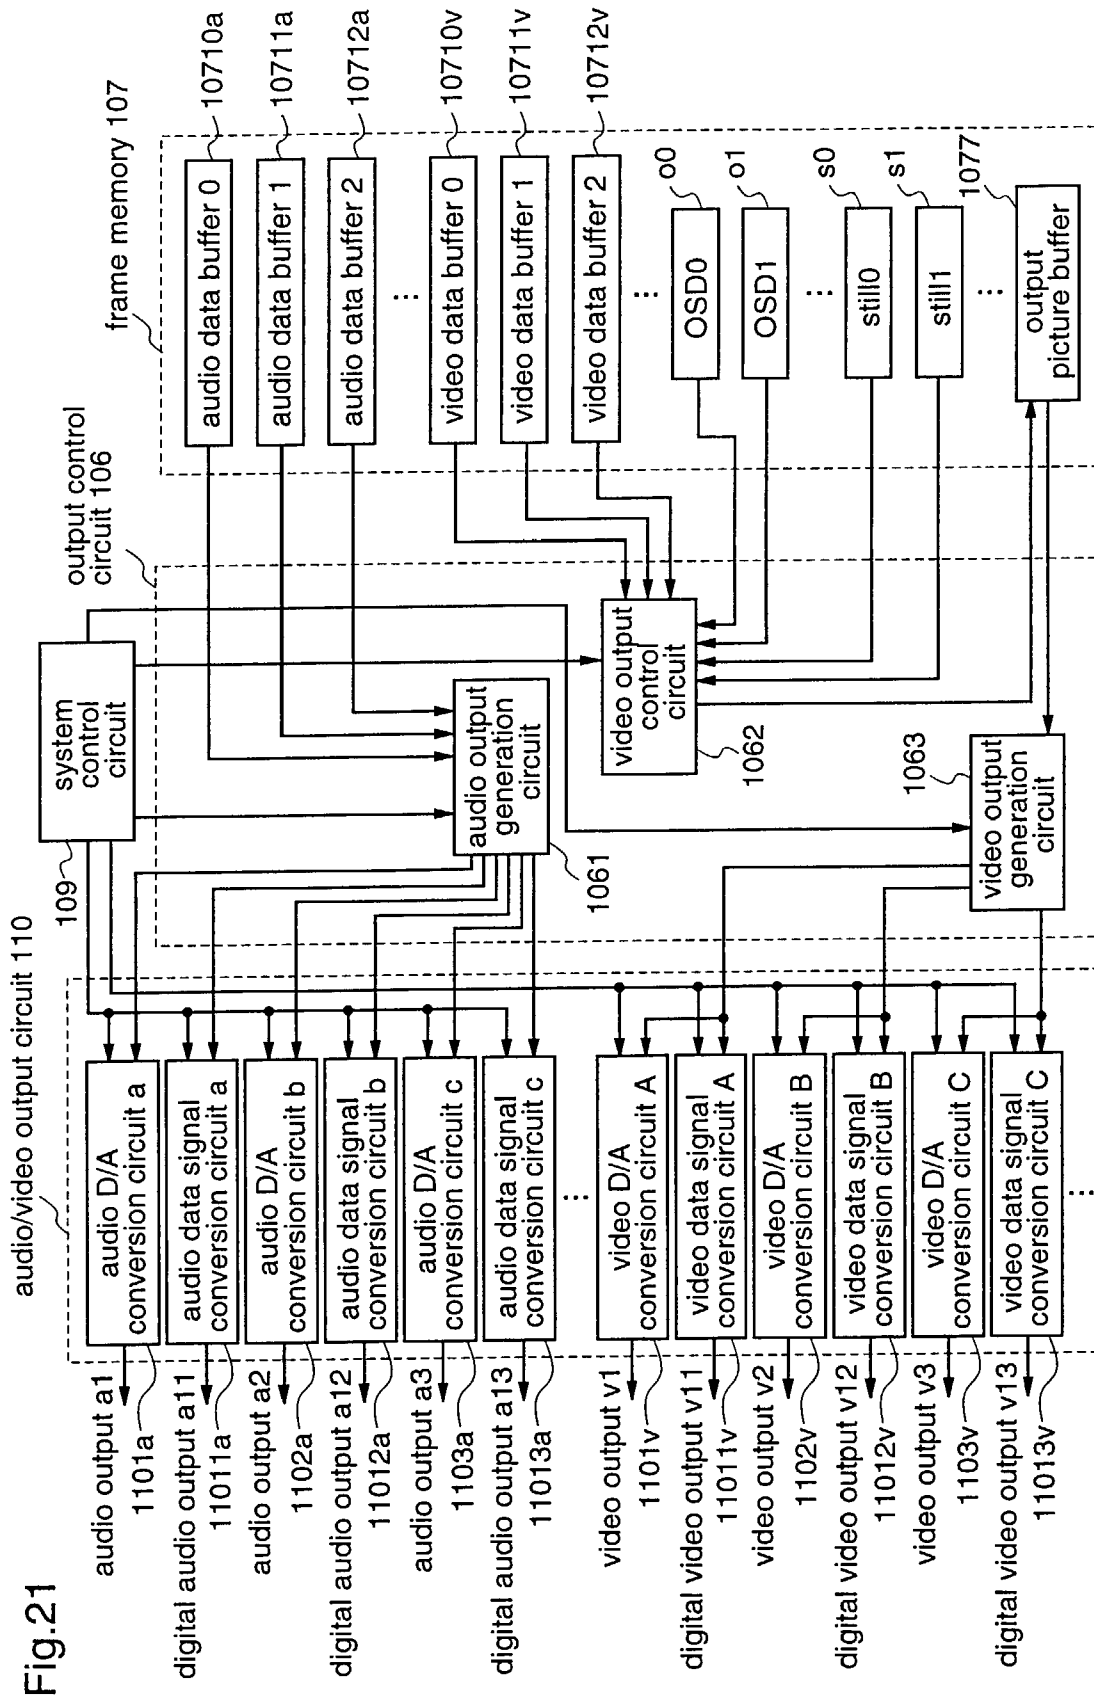 Fig.21
audio/video output circuit 110
109
system
control
circuit
output control
circuit 106
frame memory 107
audio output a1
1101a
audio D/A
conversion circuit a
digital audio output a11
11011a
audio data signal
conversion circuit a
audio output a2
1102a
audio D/A
conversion circuit b
digital audio output a12
11012a
audio data signal
conversion circuit b
audio output a3
1103a
audio D/A
conversion circuit c
digital audio output a13
11013a
audio data signal
conversion circuit c
...
video output v1
1101v
video D/A
conversion circuit A
digital video output v11
11011v
video data signal
conversion circuit A
video output v2
1102v
video D/A
conversion circuit B
digital video output v12
11012v
video data signal
conversion circuit B
video output v3
1103v
video D/A
conversion circuit C
digital video output v13
11013v
video data signal
conversion circuit C
...
audio output
generation
circuit
1061
video output
control
circuit
1062
video output
generation
circuit
1063
audio data buffer 0
10710a
audio data buffer 1
10711a
audio data buffer 2
10712a
...
video data buffer 0
10710v
video data buffer 1
10711v
video data buffer 2
10712v
...
OSD0
o0
OSD1
o1
...
still0
s0
still1
s1
...
output
picture buffer
1077